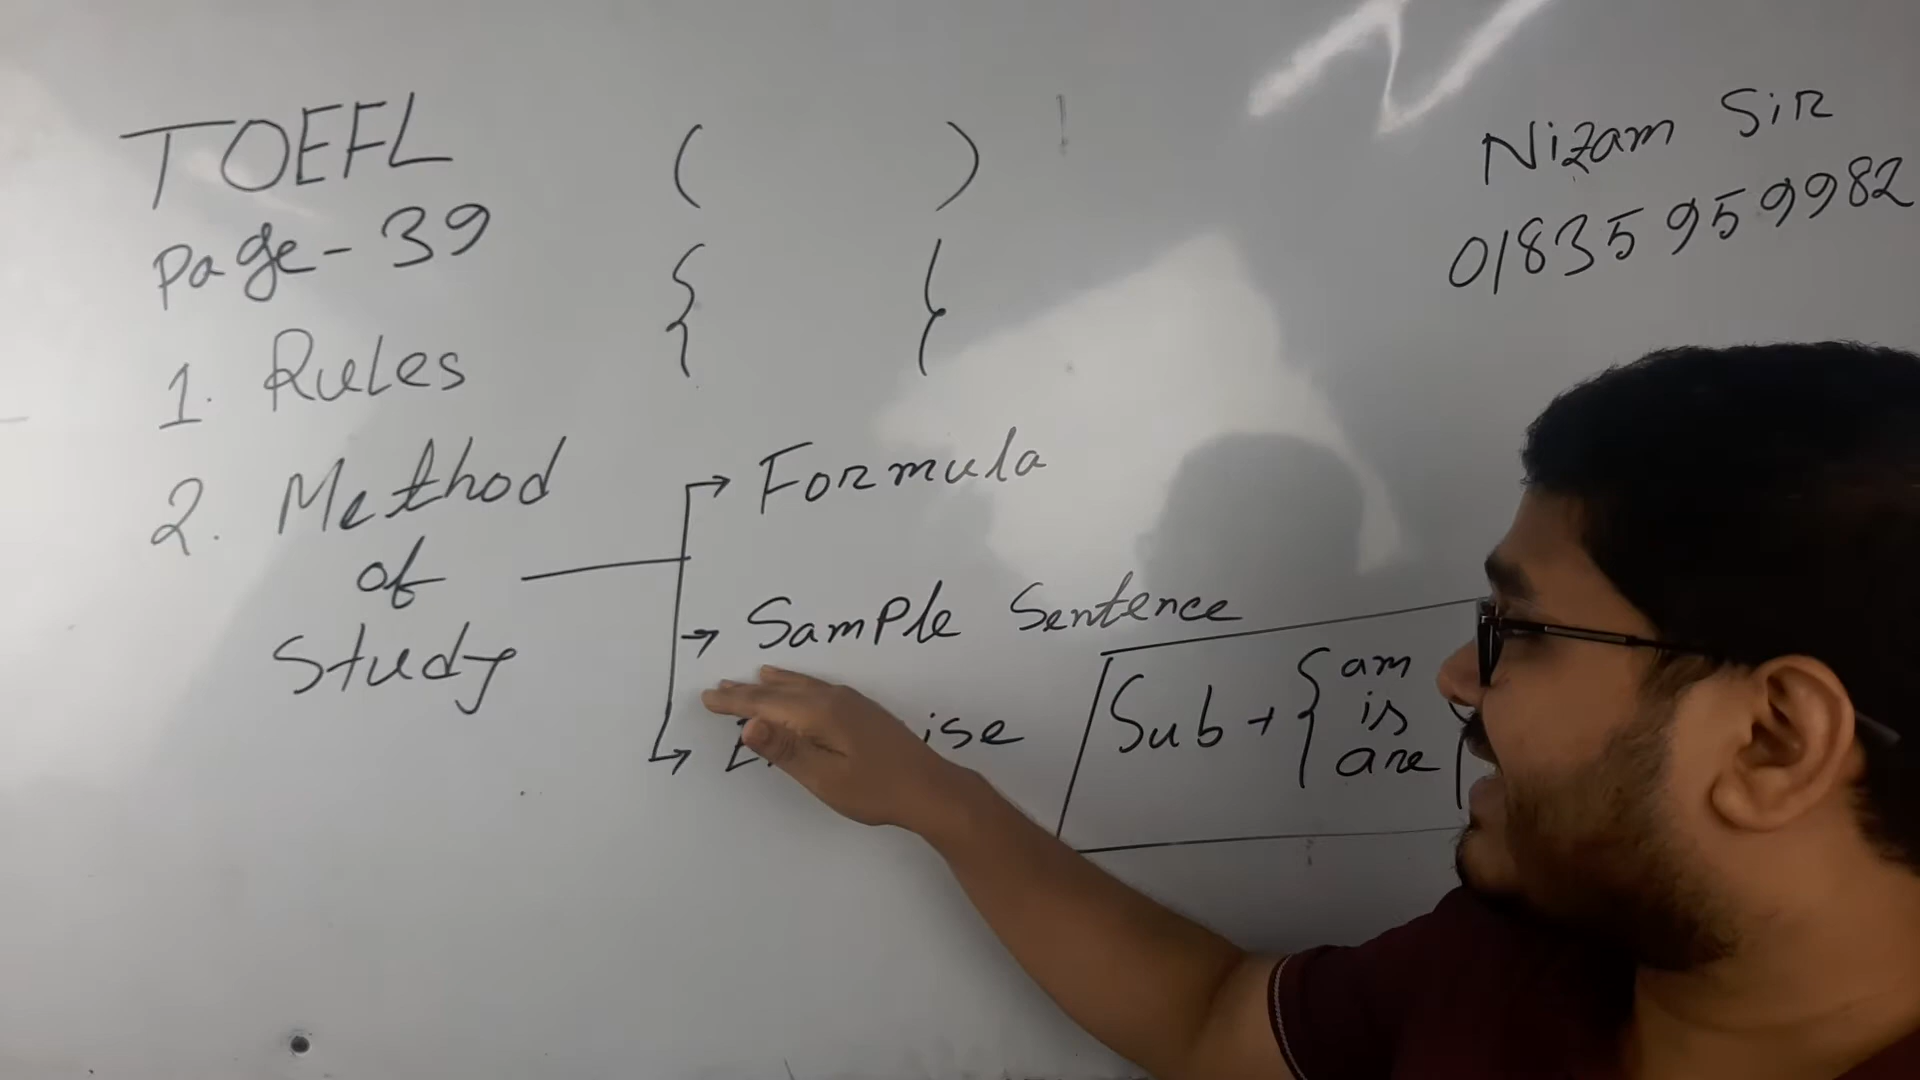 TOEFL
Page-39
1. Rules
2. Method
of
Study
( )
{ }
Formula
Sample Sentence
Sub + { am
is
are
Nizam Sir
01835959982